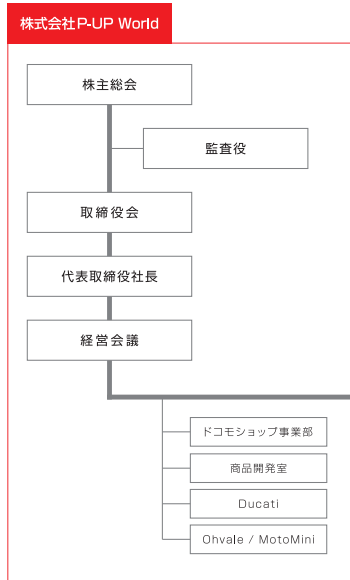 株式会社P-UP World
株主総会
監査役
取締役会
代表取締役社長
経営会議
ドコモショップ事業部
商品開発室
Ducati
Ohvale / MotoMini